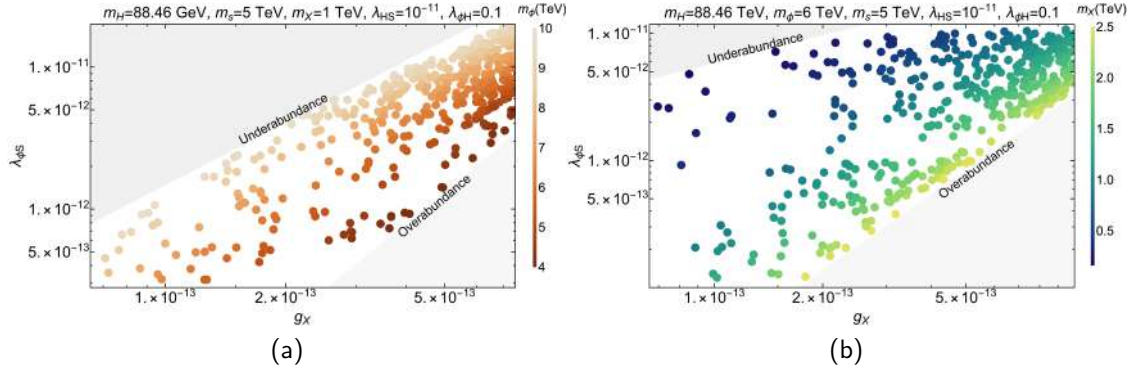 m_H=88.46 GeV, m_s=5 TeV, m_X=1 TeV, λ_HS=10^-11, λ_ϕH=0.1 m_ϕ(TeV)
1.×10^-11
5.×10^-12
1.×10^-12
5.×10^-13
λ_ϕS
Underabundance
Overabundance
1.×10^-13 2.×10^-13 5.×10^-13
g_X
10
9
8
7
6
5
4
(a)
m_H=88.46 TeV, m_ϕ=6 TeV, m_s=5 TeV, λ_HS=10^-11, λ_ϕH=0.1 m_X(TeV)
5.×10^-12
1.×10^-12
5.×10^-13
λ_ϕS
Underabundance
Overabundance
1.×10^-13 2.×10^-13 5.×10^-13
g_X
2.5
2.0
1.5
1.0
0.5
(b)